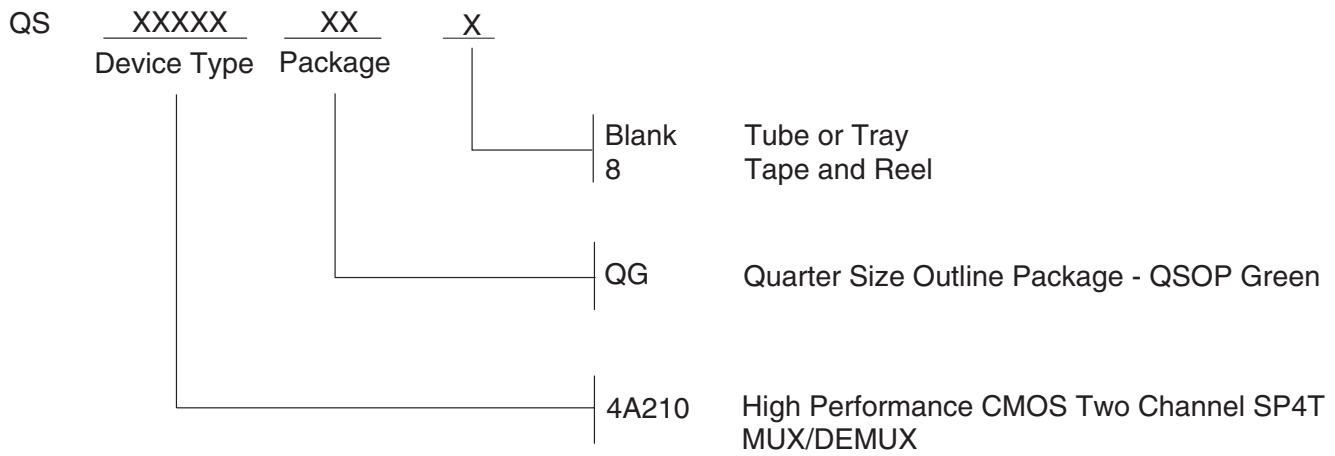 QS XXXXX XX X
Device Type Package
Blank Tube or Tray
8 Tape and Reel
QG Quarter Size Outline Package - QSOP Green
4A210 High Performance CMOS Two Channel SP4T
MUX/DEMUX